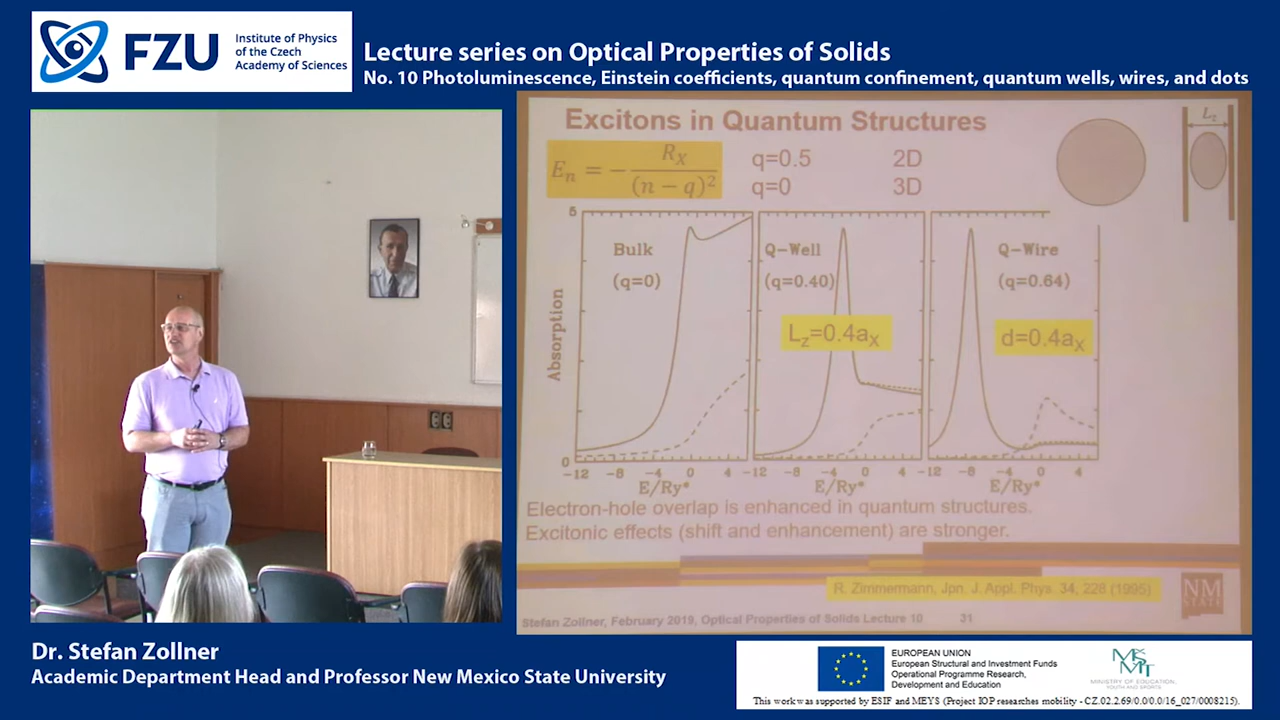 FZU
Institute of Physics
of the Czech
Academy of Sciences
Lecture series on Optical Properties of Solids
No. 10 Photoluminescence, Einstein coefficients, quantum confinement, quantum wells, wires, and dots
Excitons in Quantum Structures
E_n = − R_X / (n − q)²
q=0.5 2D
q=0 3D
L_z
5
Bulk
(q=0)
Q-Well
(q=0.40)
Q-Wire
(q=0.64)
L_z=0.4a_X
d=0.4a_X
Absorption
0
−12 −8 −4 0 −12 −8 −4 0 −12 −8 −4 0 4
E/Ry* E/Ry* E/Ry*
Electron-hole overlap is enhanced in quantum structures.
Excitonic effects (shift and enhancement) are stronger.
R. Zimmermann, Jpn. J. Appl. Phys. 34, 228 (1995)
NM
STATE
Stefan Zollner, February 2019, Optical Properties of Solids Lecture 10 31
Dr. Stefan Zollner
Academic Department Head and Professor New Mexico State University
EUROPEAN UNION
European Structural and Investment Funds
Operational Programme Research,
Development and Education
MINISTRY OF EDUCATION,
YOUTH AND SPORTS
This work was supported by ESIF and MEYS (Project IOP researches mobility - CZ.02.2.69/0.0/0.0/16_027/0008215).